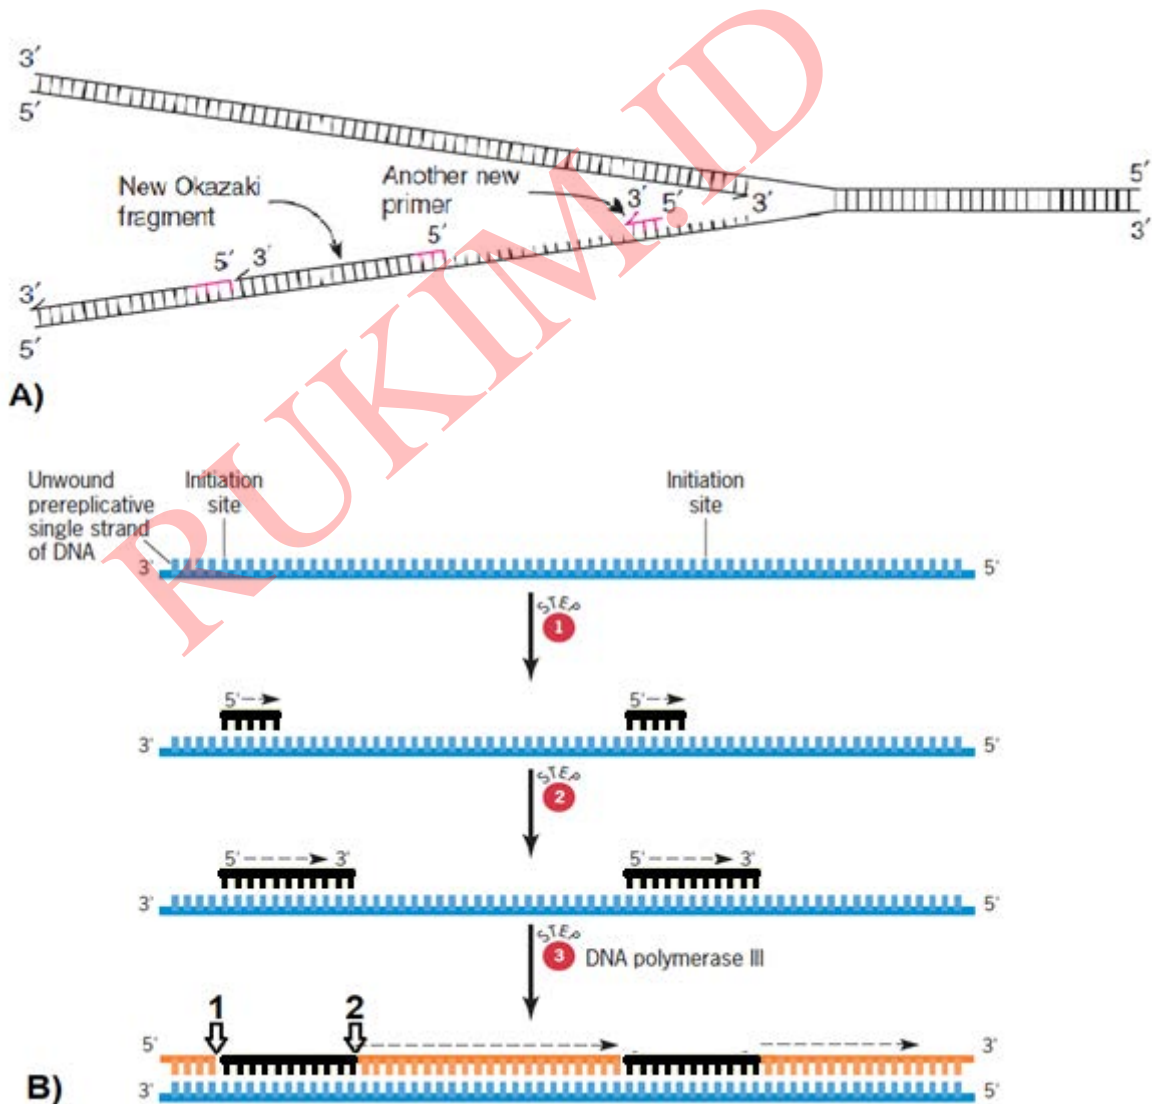 3′
5′
New Okazaki
fragment
Another new
primer
3′ 5′
3′
5′
3′
5′
5′ 3′
3′
5′
A)
RUKIM.ID
Unwound
prereplicative
single strand
of DNA
Initiation
site
Initiation
site
3' 5'
STEP
1
5' 5'
3' 5'
STEP
2
5' 3' 5' 3'
3' 5'
STEP
3 DNA polymerase III
1 2
5' 3'
3' 5'
B)